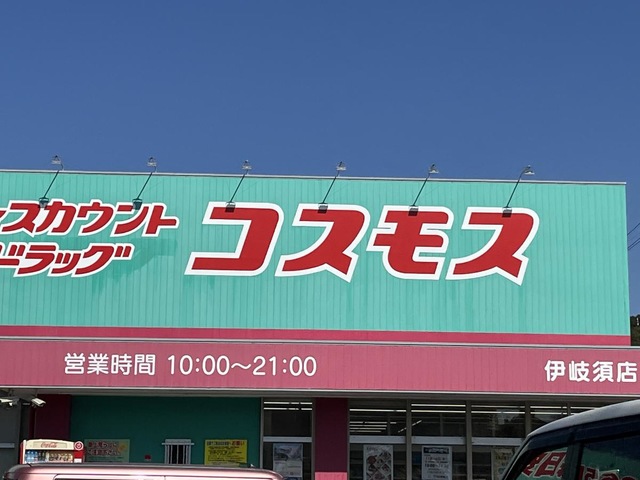 ィスカウント
ドラッグ
コスモス
営業時間 10:00～21:00
伊岐須店